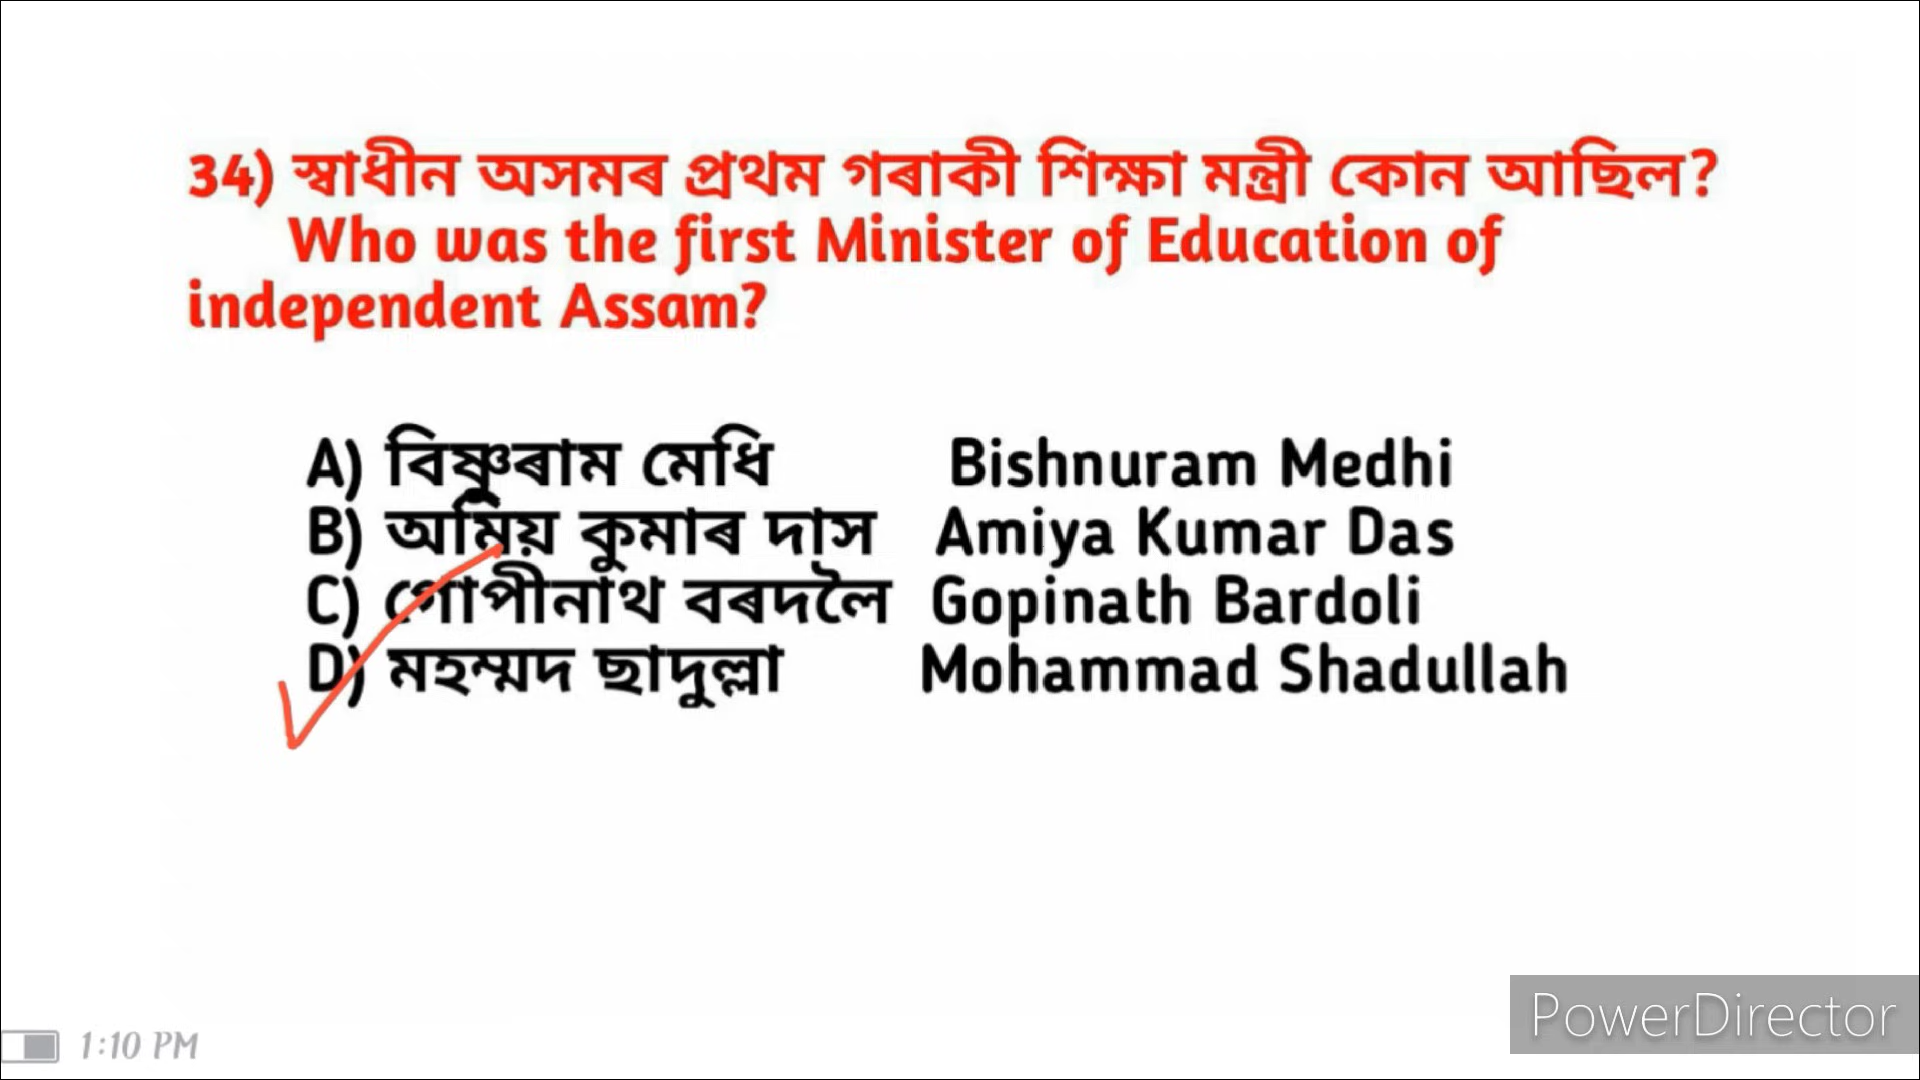 34) স্বাধীন অসমৰ প্ৰথম গৰাকী শিক্ষা মন্ত্ৰী কোন আছিল?
Who was the first Minister of Education of
independent Assam?
A) বিষ্ণুৰাম মেধি Bishnuram Medhi
B) অমিয় কুমাৰ দাস Amiya Kumar Das
C) গোপীনাথ বৰদলৈ Gopinath Bardoli
D) মহম্মদ ছাদুল্লা Mohammad Shadullah
PowerDirector
1:10 PM